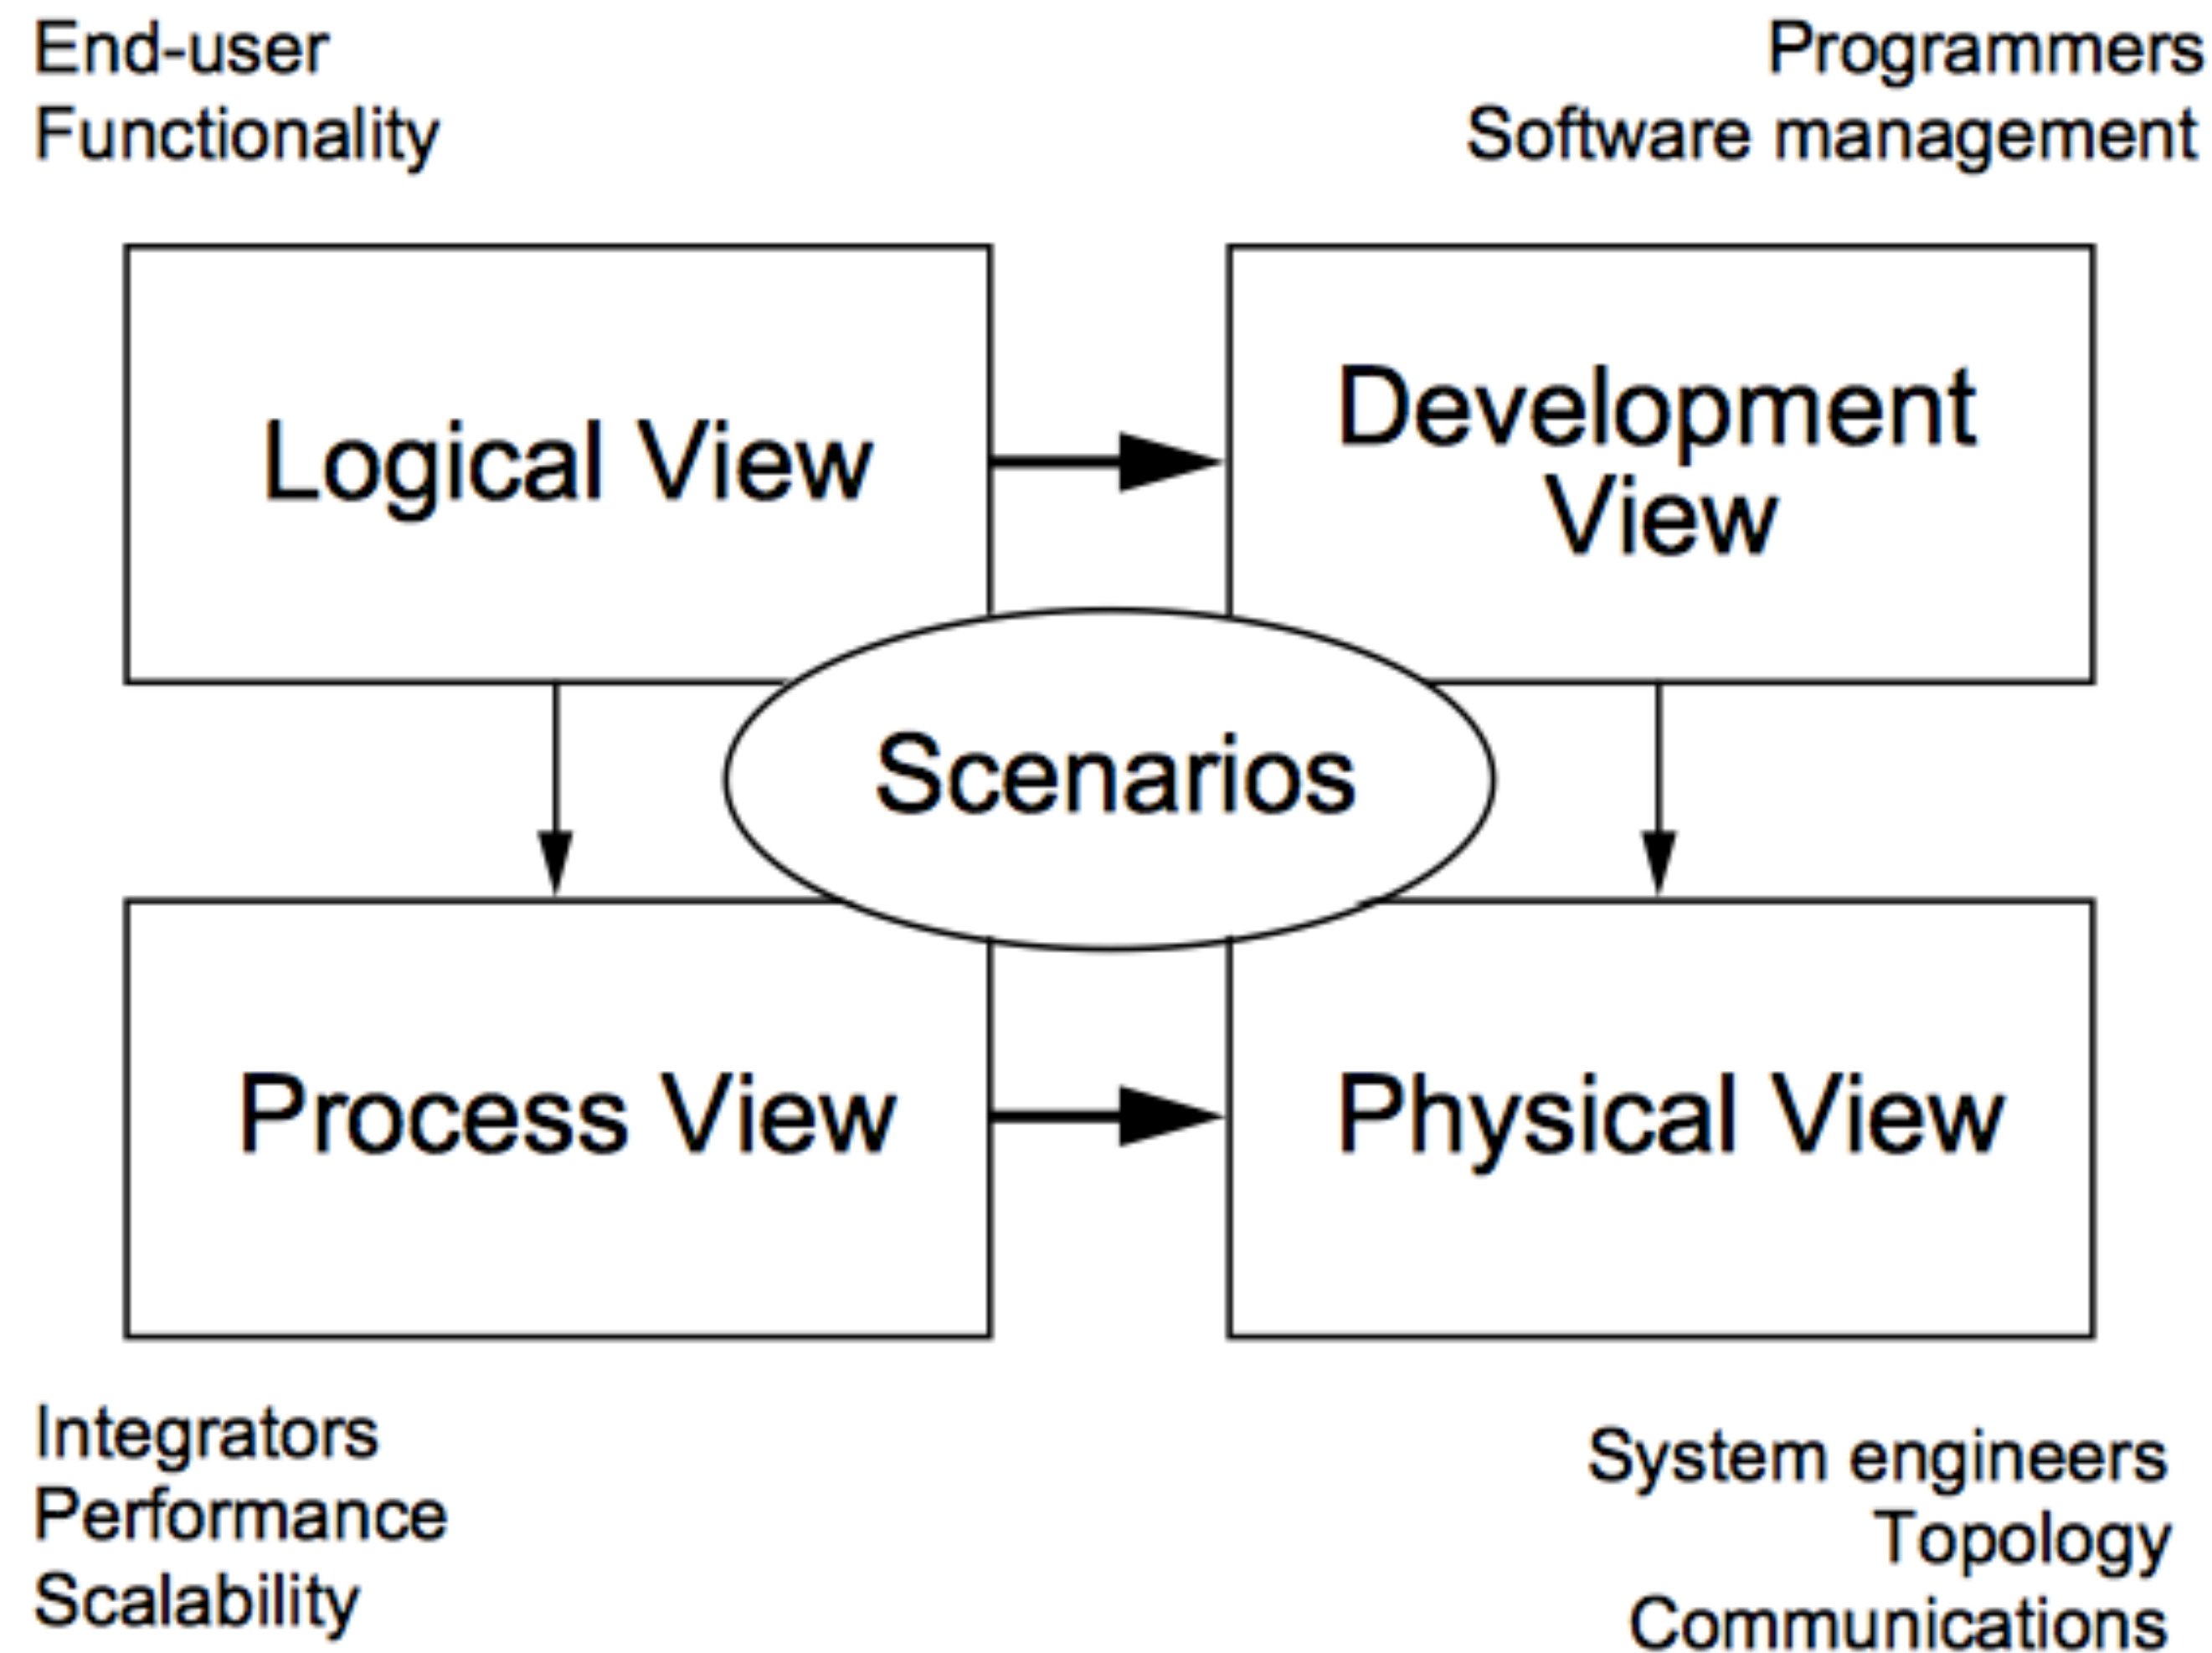 End-user
Functionality
Programmers
Software management
Logical View
Development
View
Scenarios
Process View
Physical View
Integrators
Performance
Scalability
System engineers
Topology
Communications